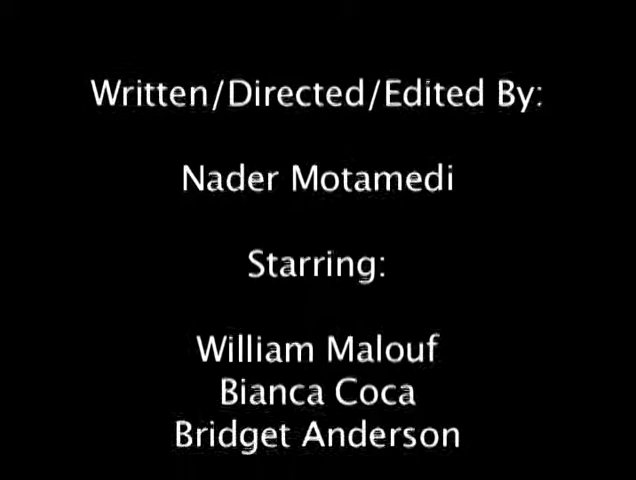 Written/Directed/Edited By:
Nader Motamedi
Starring:
William Malouf
Bianca Coca
Bridget Anderson